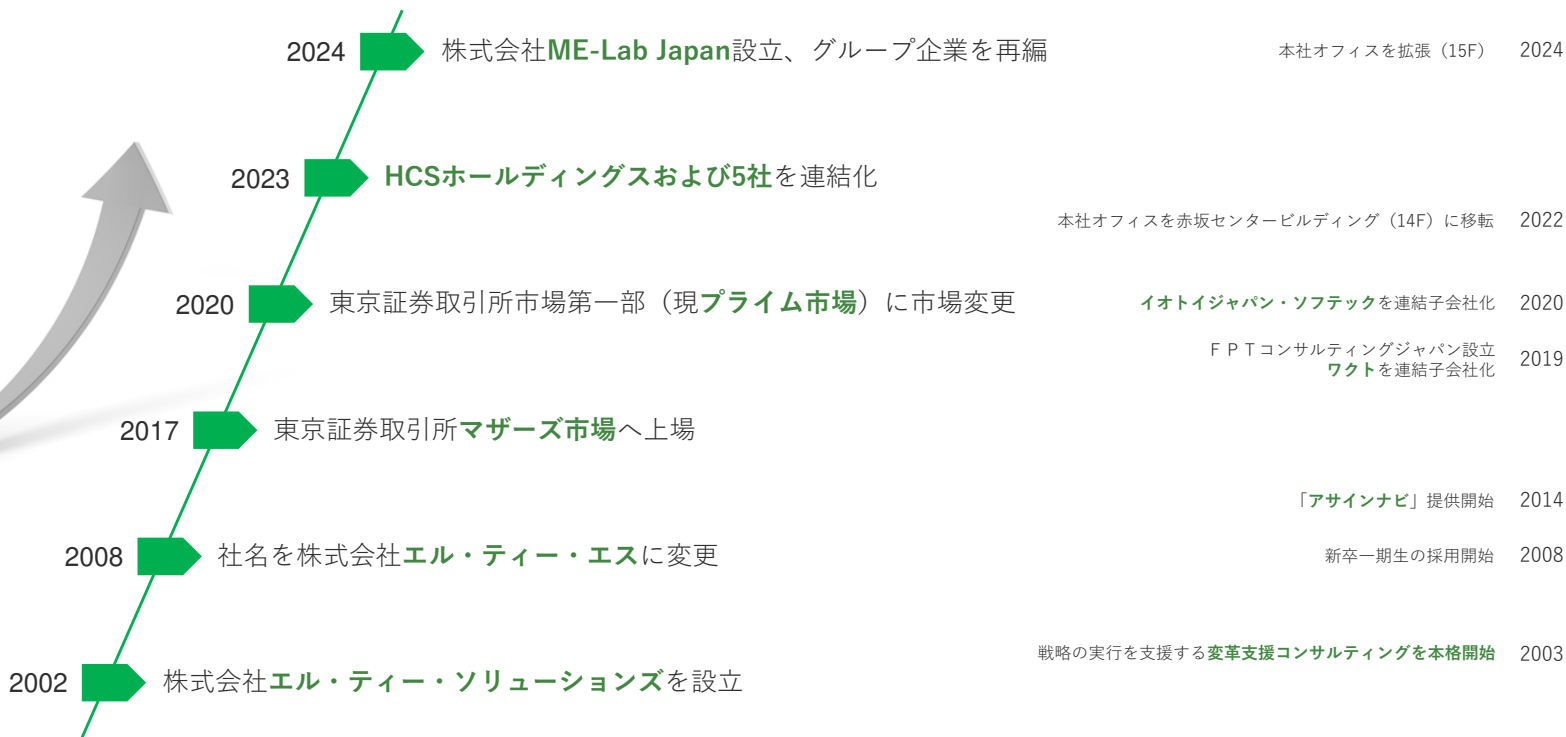 2024 株式会社ME-Lab Japan設立、グループ企業を再編
本社オフィスを拡張（15F） 2024
2023 HCSホールディングスおよび5社を連結化
本社オフィスを赤坂センタービルディング（14F）に移転 2022
2020 東京証券取引所市場第一部（現プライム市場）に市場変更
イオトイジャパン・ソフテックを連結子会社化 2020
ＦＰＴコンサルティングジャパン設立
ワクトを連結子会社化
2019
2017 東京証券取引所マザーズ市場へ上場
「アサインナビ」提供開始 2014
2008 社名を株式会社エル・ティー・エスに変更
新卒一期生の採用開始 2008
戦略の実行を支援する変革支援コンサルティングを本格開始 2003
2002 株式会社エル・ティー・ソリューションズを設立